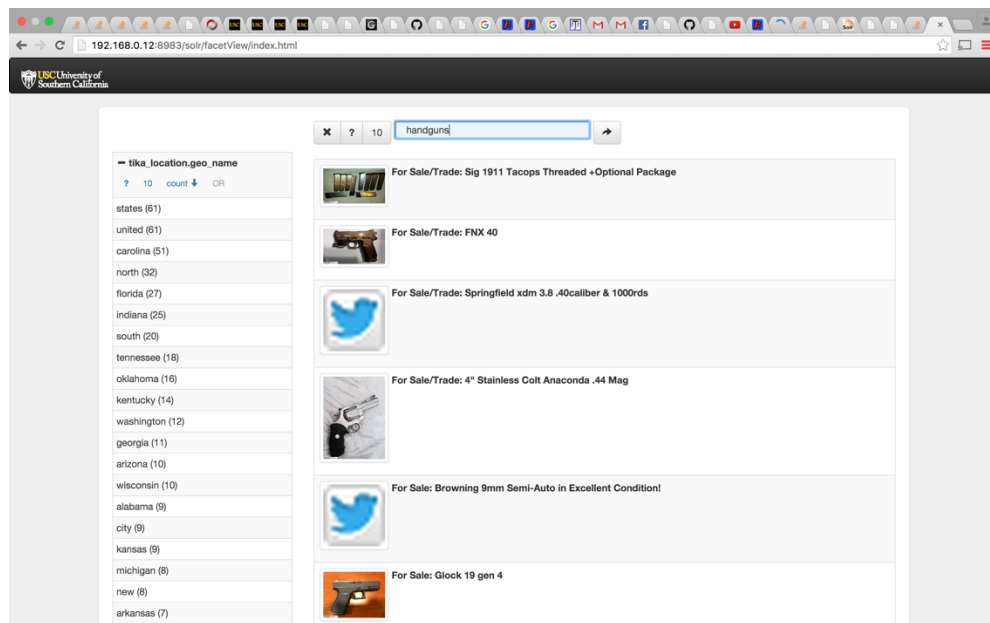 192.168.0.12:8983/solr/facetView/index.html
USC University of
Southern California
? 10 handguns
tika_location.geo_name
? 10 count OR
states (61)
united (61)
carolina (51)
north (32)
florida (27)
indiana (25)
south (20)
tennessee (18)
oklahoma (16)
kentucky (14)
washington (12)
georgia (11)
arizona (10)
wisconsin (10)
alabama (9)
city (9)
kansas (9)
michigan (8)
new (8)
arkansas (7)
For Sale/Trade: Sig 1911 Tacops Threaded +Optional Package
For Sale/Trade: FNX 40
For Sale/Trade: Springfield xdm 3.8 .40caliber & 1000rds
For Sale/Trade: 4" Stainless Colt Anaconda .44 Mag
For Sale: Browning 9mm Semi-Auto in Excellent Condition!
For Sale: Glock 19 gen 4